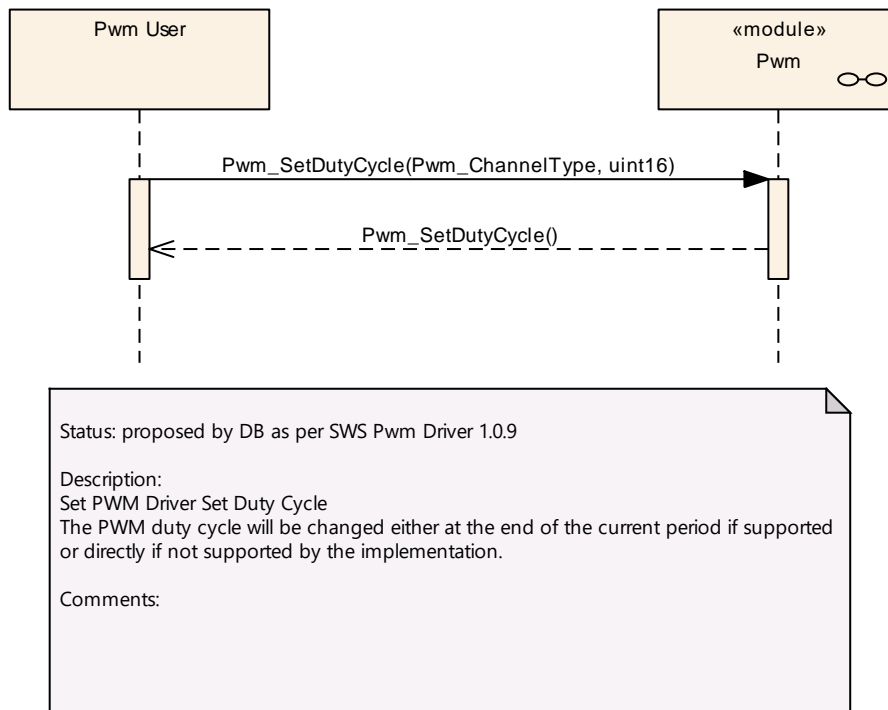 Pwm User
«module»
Pwm
Pwm_SetDutyCycle(Pwm_ChannelType, uint16)
Pwm_SetDutyCycle()
Status: proposed by DB as per SWS Pwm Driver 1.0.9
Description:
Set PWM Driver Set Duty Cycle
The PWM duty cycle will be changed either at the end of the current period if supported
or directly if not supported by the implementation.
Comments: